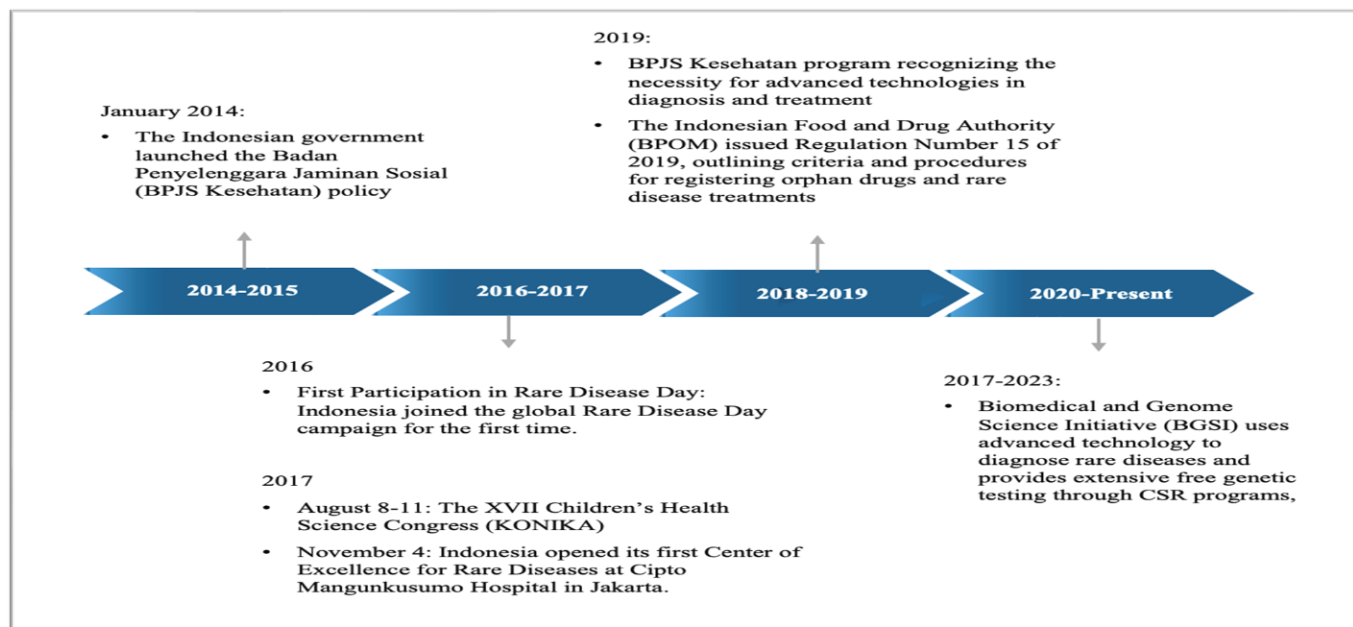 January 2014:
• The Indonesian government
launched the Badan
Penyelenggara Jaminan Sosial
(BPJS Kesehatan) policy
2019:
• BPJS Kesehatan program recognizing the
necessity for advanced technologies in
diagnosis and treatment
• The Indonesian Food and Drug Authority
(BPOM) issued Regulation Number 15 of
2019, outlining criteria and procedures
for registering orphan drugs and rare
disease treatments
2014-2015
2016-2017
2018-2019
2020-Present
2016
• First Participation in Rare Disease Day:
Indonesia joined the global Rare Disease Day
campaign for the first time.
2017
• August 8-11: The XVII Children’s Health
Science Congress (KONIKA)
• November 4: Indonesia opened its first Center of
Excellence for Rare Diseases at Cipto
Mangunkusumo Hospital in Jakarta.
2017-2023:
• Biomedical and Genome
Science Initiative (BGSI) uses
advanced technology to
diagnose rare diseases and
provides extensive free genetic
testing through CSR programs,